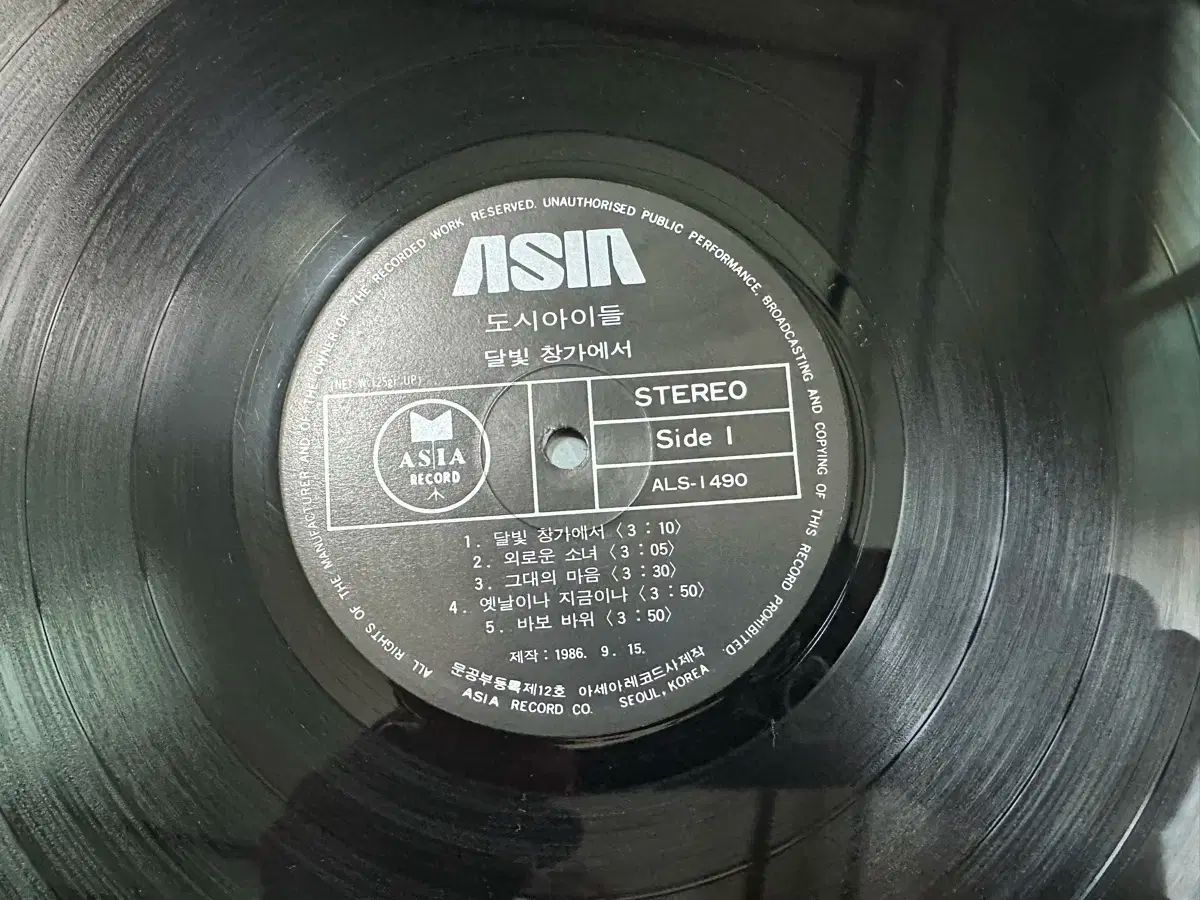 ALL RIGHTS OF THE MANUFACTURER AND OF THE OWNER OF THE RECORDED WORK RESERVED. UNAUTHORISED PUBLIC PERFORMANCE, BROADCASTING AND COPYING OF THIS RECORD PROHIBITED.
ASIA
도시아이들
달빛 창가에서
(NET W.125gr.UP)
ASIA
RECORD
STEREO
Side 1
ALS-1490
1. 달빛 창가에서〈3 : 10〉
2. 외로운 소녀〈3 : 05〉
3. 그대의 마음〈3 : 30〉
4. 옛날이나 지금이나〈3 : 50〉
5. 바보 바위〈3 : 50〉
제작 : 1986. 9. 15.
문공부등록제12호 아세아레코드사제작
ASIA RECORD CO. SEOUL, KOREA